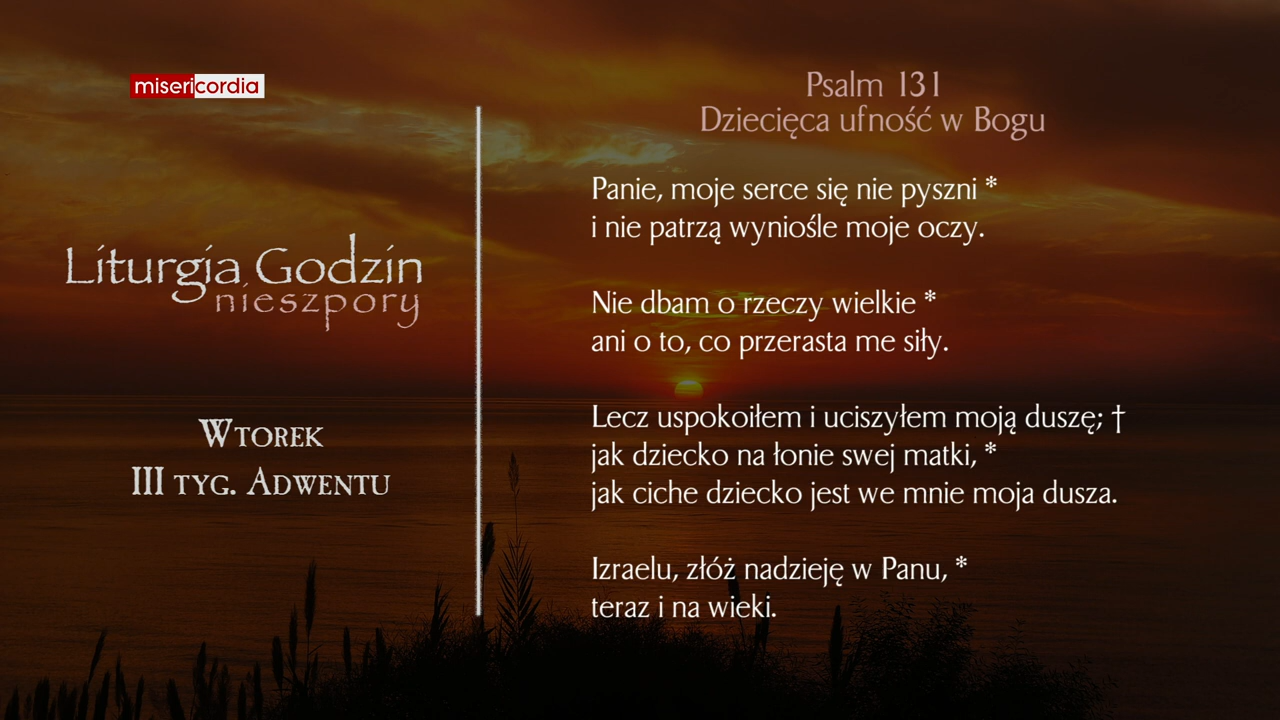 misericordia
Liturgia Godzin
nieszpory
Wtorek
III tyg. Adwentu
Psalm 131
Dziecięca ufność w Bogu
Panie, moje serce się nie pyszni *
i nie patrzą wyniośle moje oczy.
Nie dbam o rzeczy wielkie *
ani o to, co przerasta me siły.
Lecz uspokoiłem i uciszyłem moją duszę; †
jak dziecko na łonie swej matki, *
jak ciche dziecko jest we mnie moja dusza.
Izraelu, złóż nadzieję w Panu, *
teraz i na wieki.